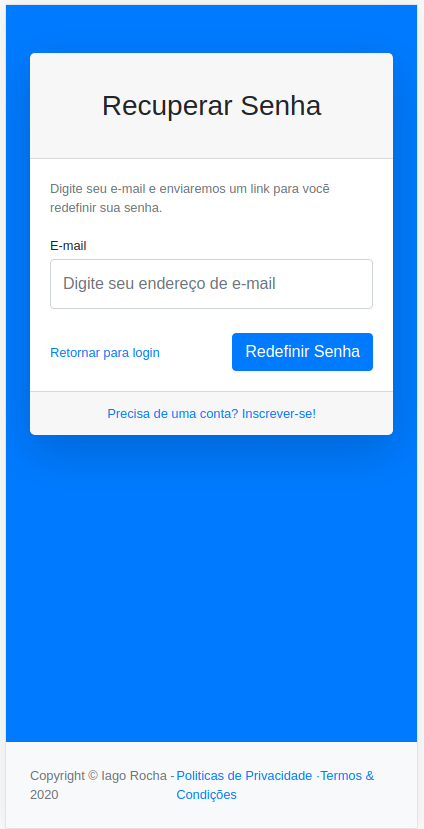 Recuperar Senha
Digite seu e-mail e enviaremos um link para você
redefinir sua senha.
E-mail
Digite seu endereço de e-mail
Retornar para login
Redefinir Senha
Precisa de uma conta? Inscrever-se!
Copyright © Iago Rocha -
2020
Politicas de Privacidade ·Termos &
Condições